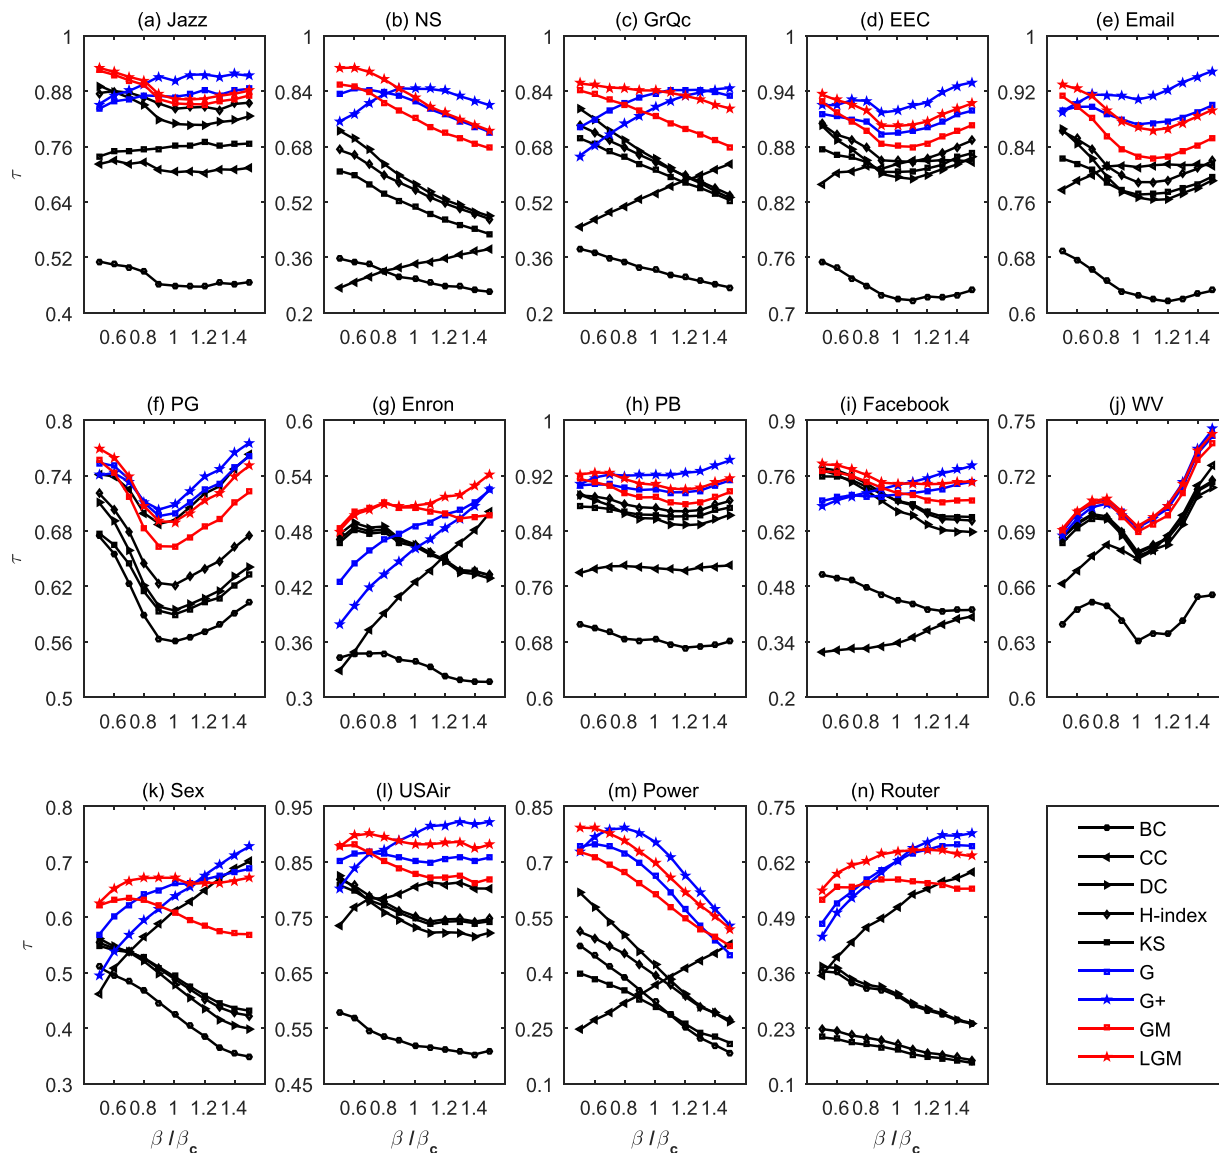 (a) Jazz (b) NS (c) GrQc (d) EEC (e) Email
1 1 1 1 1
0.88 0.84 0.84 0.94 0.92
0.76 0.68 0.68 0.88 0.84
τ
0.64 0.52 0.52 0.82 0.76
0.52 0.36 0.36 0.76 0.68
0.4 0.2 0.2 0.7 0.6
0.6 0.8 1 1.2 1.4 0.6 0.8 1 1.2 1.4 0.6 0.8 1 1.2 1.4 0.6 0.8 1 1.2 1.4 0.6 0.8 1 1.2 1.4
(f) PG (g) Enron (h) PB (i) Facebook (j) WV
0.8 0.6 1 0.9 0.75
0.74 0.54 0.92 0.76 0.72
0.68 0.48 0.84 0.62 0.69
τ
0.62 0.42 0.76 0.48 0.66
0.56 0.36 0.68 0.34 0.63
0.5 0.3 0.6 0.2 0.6
0.6 0.8 1 1.2 1.4 0.6 0.8 1 1.2 1.4 0.6 0.8 1 1.2 1.4 0.6 0.8 1 1.2 1.4 0.6 0.8 1 1.2 1.4
(k) Sex (l) USAir (m) Power (n) Router
0.8 0.95 0.85 0.75
0.7 0.85 0.7 0.62
0.6 0.75 0.55 0.49
τ
0.5 0.65 0.4 0.36
0.4 0.55 0.25 0.23
0.3 0.45 0.1 0.1
0.6 0.8 1 1.2 1.4 0.6 0.8 1 1.2 1.4 0.6 0.8 1 1.2 1.4 0.6 0.8 1 1.2 1.4
β / βc β / βc β / βc β / βc
BC
CC
DC
H-index
KS
G
G+
GM
LGM